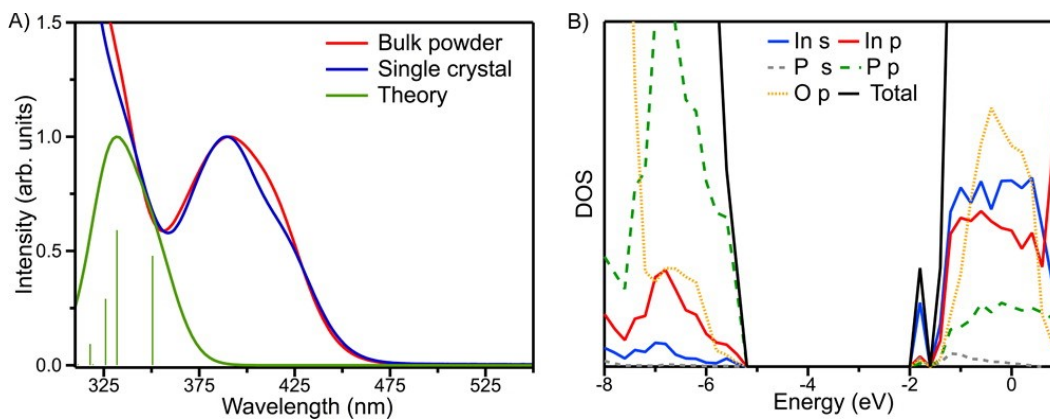 A)
1.5
1.0
0.5
0.0
Intensity (arb. units)
Bulk powder
Single crystal
Theory
325 375 425 475 525
Wavelength (nm)
B)
DOS
In s In p
P s P p
O p Total
-8 -6 -4 -2 0
Energy (eV)